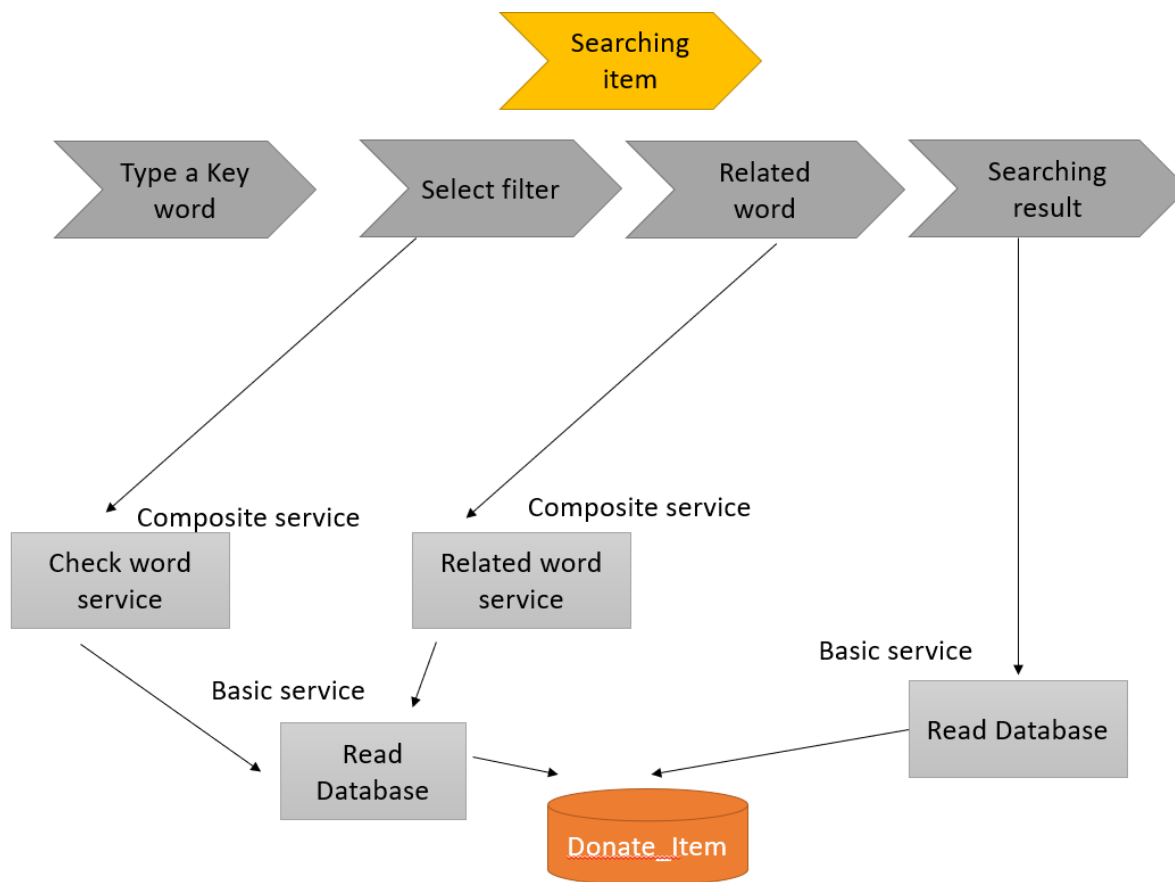 Searching
item
Type a Key
word
Select filter
Related
word
Searching
result
Composite service
Composite service
Check word
service
Related word
service
Basic service
Basic service
Read
Database
Read Database
Donate_Item